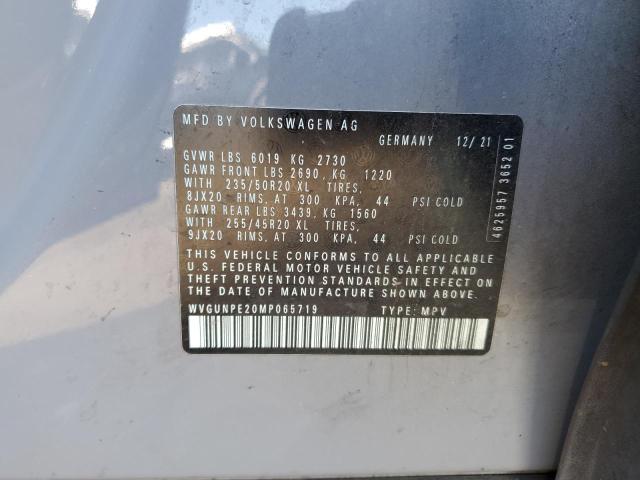 MFD BY VOLKSWAGEN AG
GERMANY 12/21
GVWR LBS 6019 KG 2730
GAWR FRONT LBS 2690, KG 1220
WITH 235/50R20 XL TIRES,
8JX20 RIMS, AT 300 KPA, 44 PSI COLD
GAWR REAR LBS 3439, KG 1560
WITH 255/45R20 XL TIRES,
9JX20 RIMS, AT 300 KPA, 44 PSI COLD
THIS VEHICLE CONFORMS TO ALL APPLICABLE
U.S. FEDERAL MOTOR VEHICLE SAFETY AND
THEFT PREVENTION STANDARDS IN EFFECT ON
THE DATE OF MANUFACTURE SHOWN ABOVE.
WVGUNPE20MP065719 TYPE: MPV
4625957 3652 01